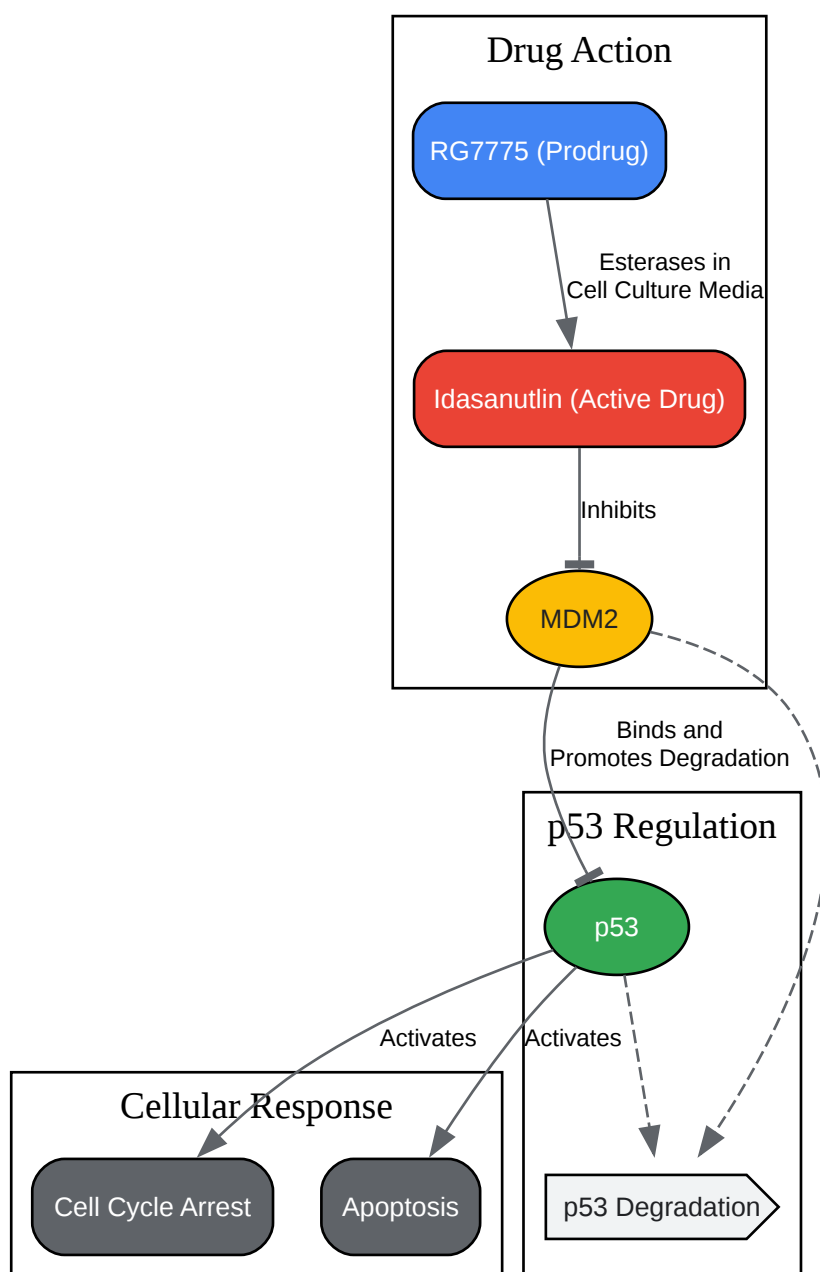 Drug Action
RG7775 (Prodrug)
Esterases in
Cell Culture Media
Idasanutlin (Active Drug)
Inhibits
MDM2
Binds and
Promotes Degradation
p53 Regulation
p53
Activates
Activates
Cellular Response
Cell Cycle Arrest
Apoptosis
p53 Degradation